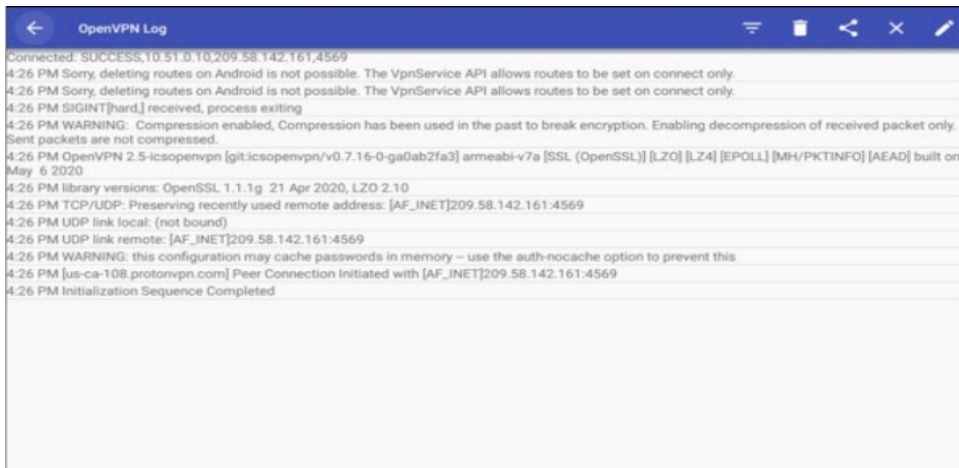 OpenVPN Log
Connected: SUCCESS,10.51.0.10,209.58.142.161,4569
4:26 PM Sorry, deleting routes on Android is not possible. The VpnService API allows routes to be set on connect only.
4:26 PM Sorry, deleting routes on Android is not possible. The VpnService API allows routes to be set on connect only.
4:26 PM SIGINT[hard,] received, process exiting
4:26 PM WARNING: Compression enabled, Compression has been used in the past to break encryption. Enabling decompression of received packet only.
Sent packets are not compressed.
4:26 PM OpenVPN 2.5-icsopenvpn [git:icsopenvpn/v0.7.16-0-ga0ab2fa3] armeabi-v7a [SSL (OpenSSL)] [LZO] [LZ4] [EPOLL] [MH/PKTINFO] [AEAD] built on
May 6 2020
4:26 PM library versions: OpenSSL 1.1.1g 21 Apr 2020, LZO 2.10
4:26 PM TCP/UDP: Preserving recently used remote address: [AF_INET]209.58.142.161:4569
4:26 PM UDP link local: (not bound)
4:26 PM UDP link remote: [AF_INET]209.58.142.161:4569
4:26 PM WARNING: this configuration may cache passwords in memory -- use the auth-nocache option to prevent this
4:26 PM [us-ca-108.protonvpn.com] Peer Connection Initiated with [AF_INET]209.58.142.161:4569
4:26 PM Initialization Sequence Completed